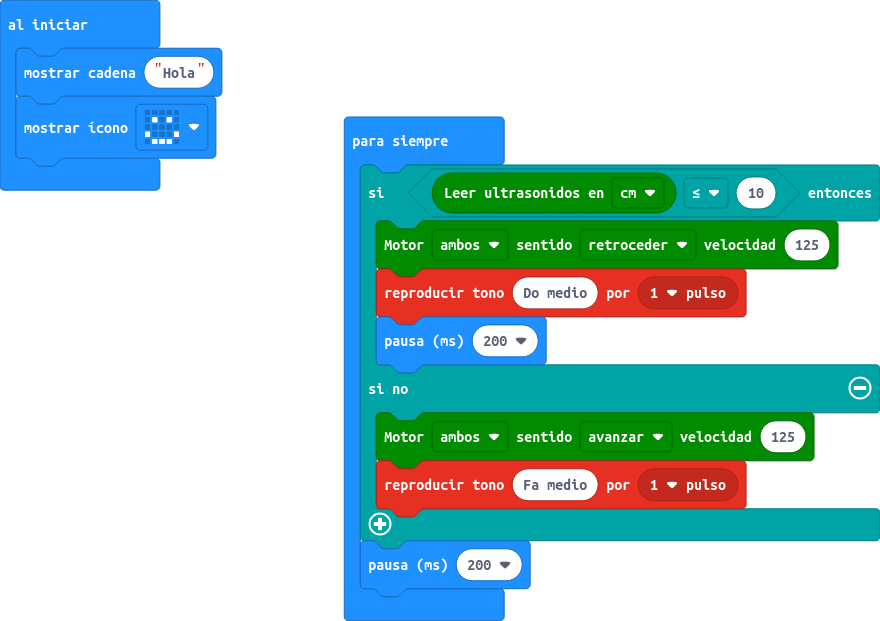 al iniciar
mostrar cadena "Hola"
mostrar ícono
para siempre
si Leer ultrasonidos en cm ≤ 10 entonces
Motor ambos sentido retroceder velocidad 125
reproducir tono Do medio por 1 pulso
pausa (ms) 200
si no
Motor ambos sentido avanzar velocidad 125
reproducir tono Fa medio por 1 pulso
pausa (ms) 200